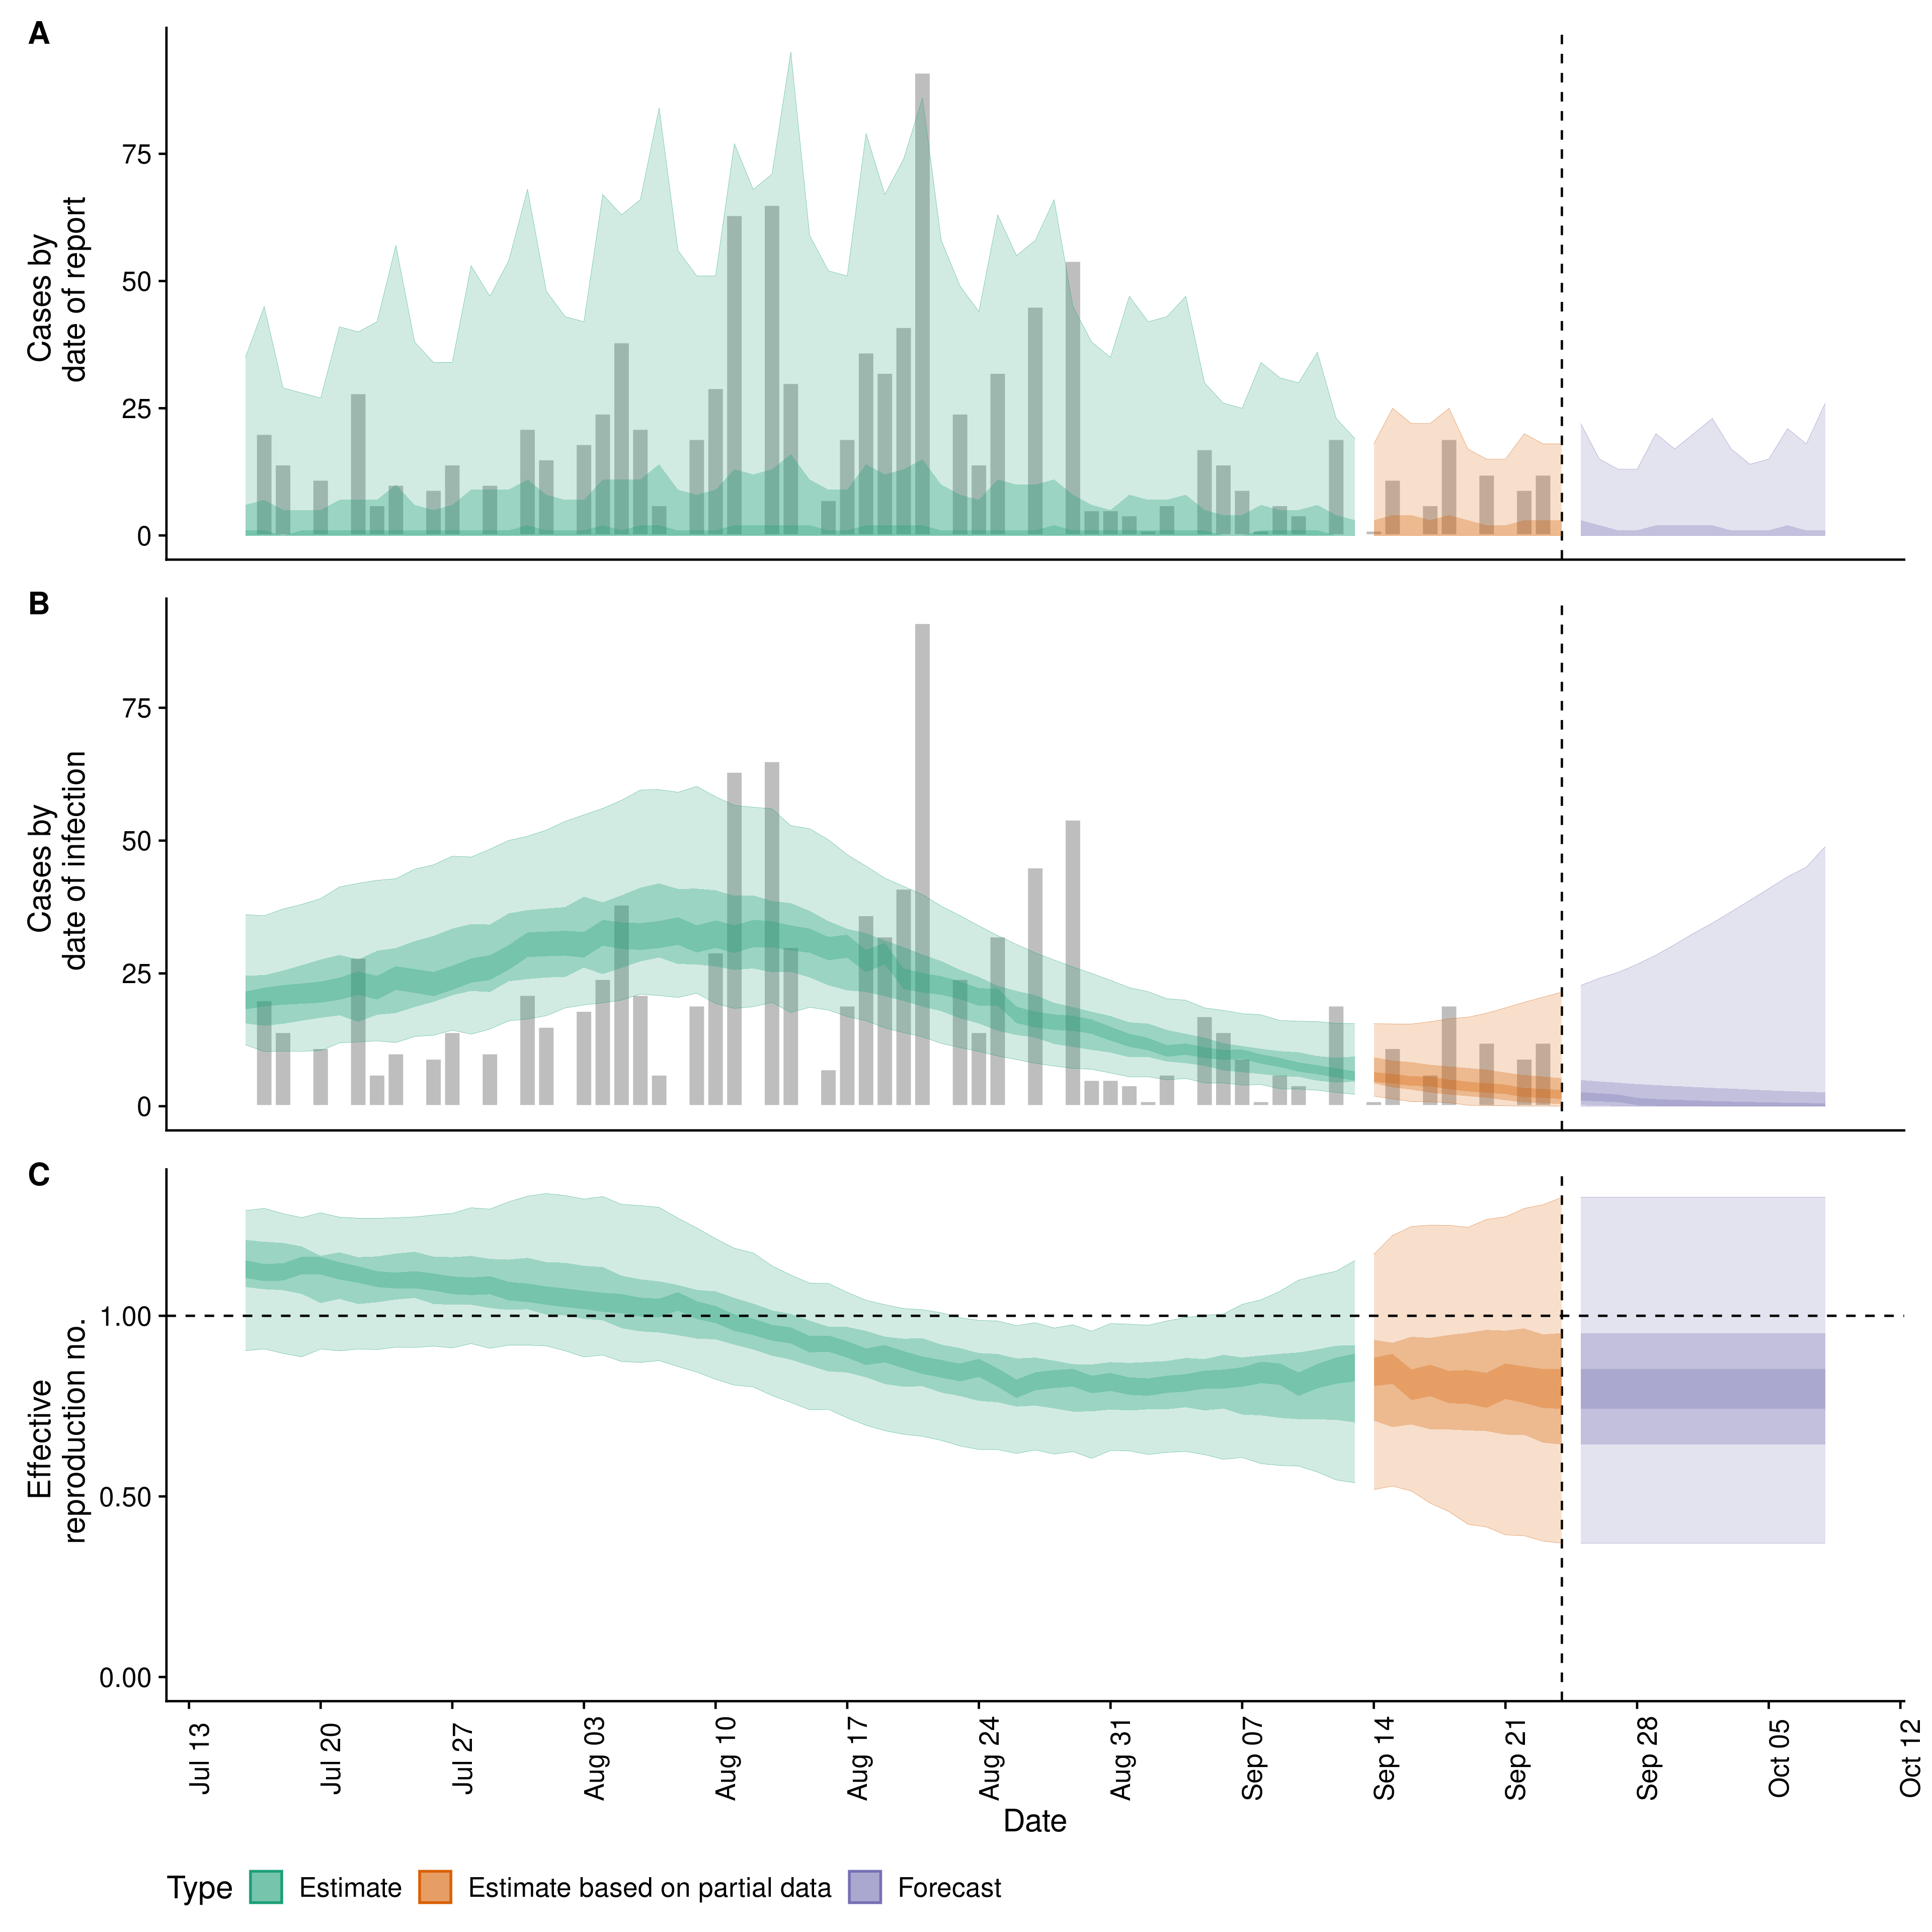 A
Cases by
date of report
75
50
25
0
B
Cases by
date of infection
75
50
25
0
C
Effective
reproduction no.
1.00
0.50
0.00
Jul 13
Jul 20
Jul 27
Aug 03
Aug 10
Aug 17
Aug 24
Aug 31
Sep 07
Sep 14
Sep 21
Sep 28
Oct 05
Oct 12
Date
Type Estimate Estimate based on partial data Forecast